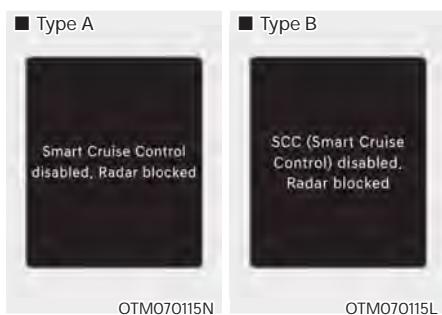 ■ Type A
Smart Cruise Control
disabled, Radar blocked
OTM070115N
■ Type B
SCC (Smart Cruise
Control) disabled,
Radar blocked
OTM070115L